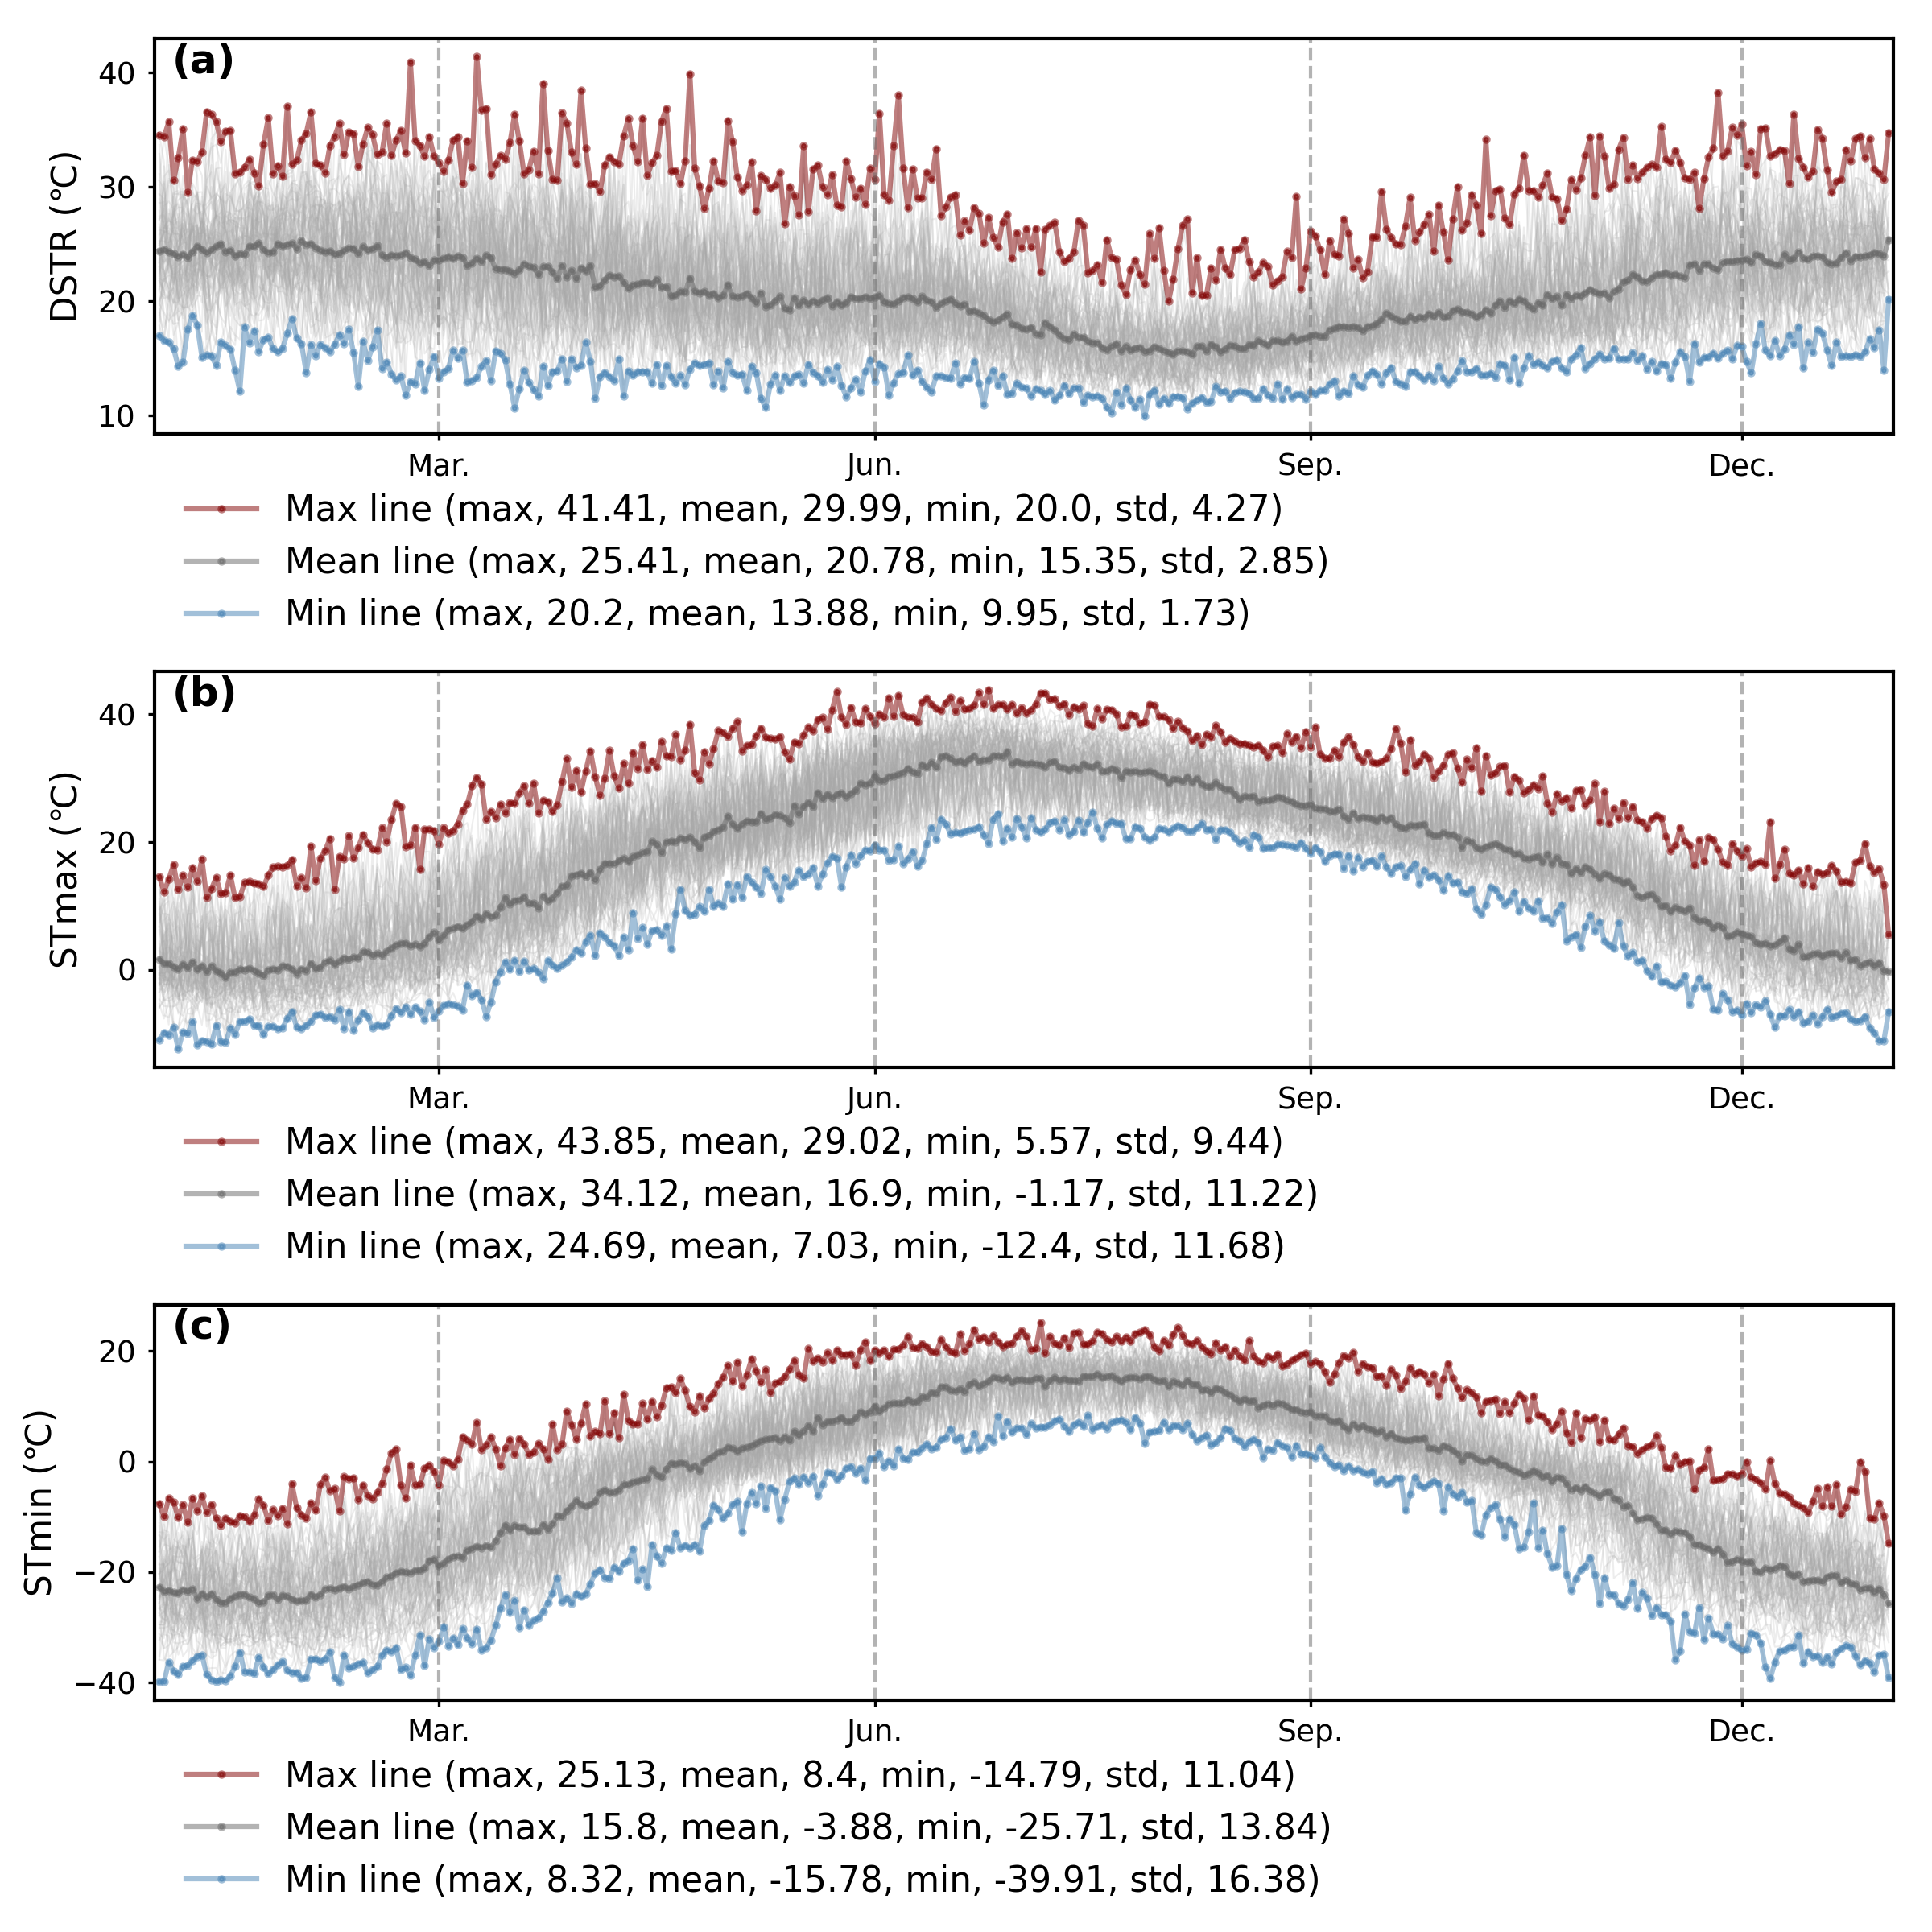 (a)
DSTR (°C)
40
30
20
10
Mar. Jun. Sep. Dec.
Max line (max, 41.41, mean, 29.99, min, 20.0, std, 4.27)
Mean line (max, 25.41, mean, 20.78, min, 15.35, std, 2.85)
Min line (max, 20.2, mean, 13.88, min, 9.95, std, 1.73)
(b)
STmax (°C)
40
20
0
Mar. Jun. Sep. Dec.
Max line (max, 43.85, mean, 29.02, min, 5.57, std, 9.44)
Mean line (max, 34.12, mean, 16.9, min, -1.17, std, 11.22)
Min line (max, 24.69, mean, 7.03, min, -12.4, std, 11.68)
(c)
STmin (°C)
20
0
−20
−40
Mar. Jun. Sep. Dec.
Max line (max, 25.13, mean, 8.4, min, -14.79, std, 11.04)
Mean line (max, 15.8, mean, -3.88, min, -25.71, std, 13.84)
Min line (max, 8.32, mean, -15.78, min, -39.91, std, 16.38)